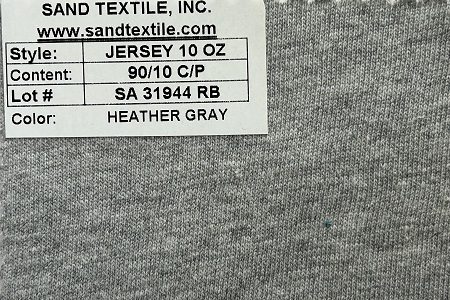 SAND TEXTILE, INC.
www.sandtextile.com
Style: JERSEY 10 OZ
Content: 90/10 C/P
Lot # SA 31944 RB
Color: HEATHER GRAY